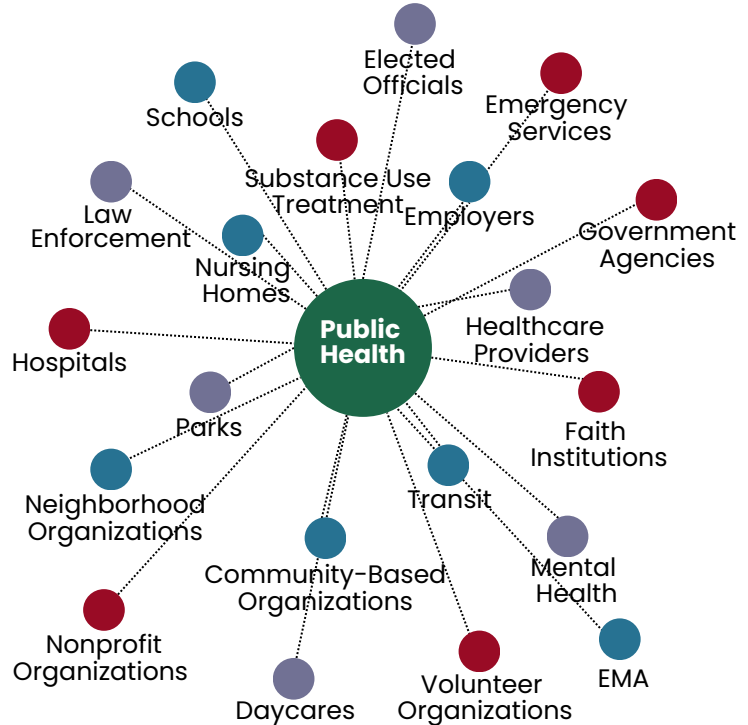 Elected
Officials
Emergency
Services
Schools
Substance Use
Treatment
Employers
Law
Enforcement
Government
Agencies
Nursing
Homes
Public
Health
Healthcare
Providers
Hospitals
Parks
Faith
Institutions
Neighborhood
Organizations
Transit
Community-Based
Organizations
Mental
Health
Nonprofit
Organizations
EMA
Volunteer
Organizations
Daycares